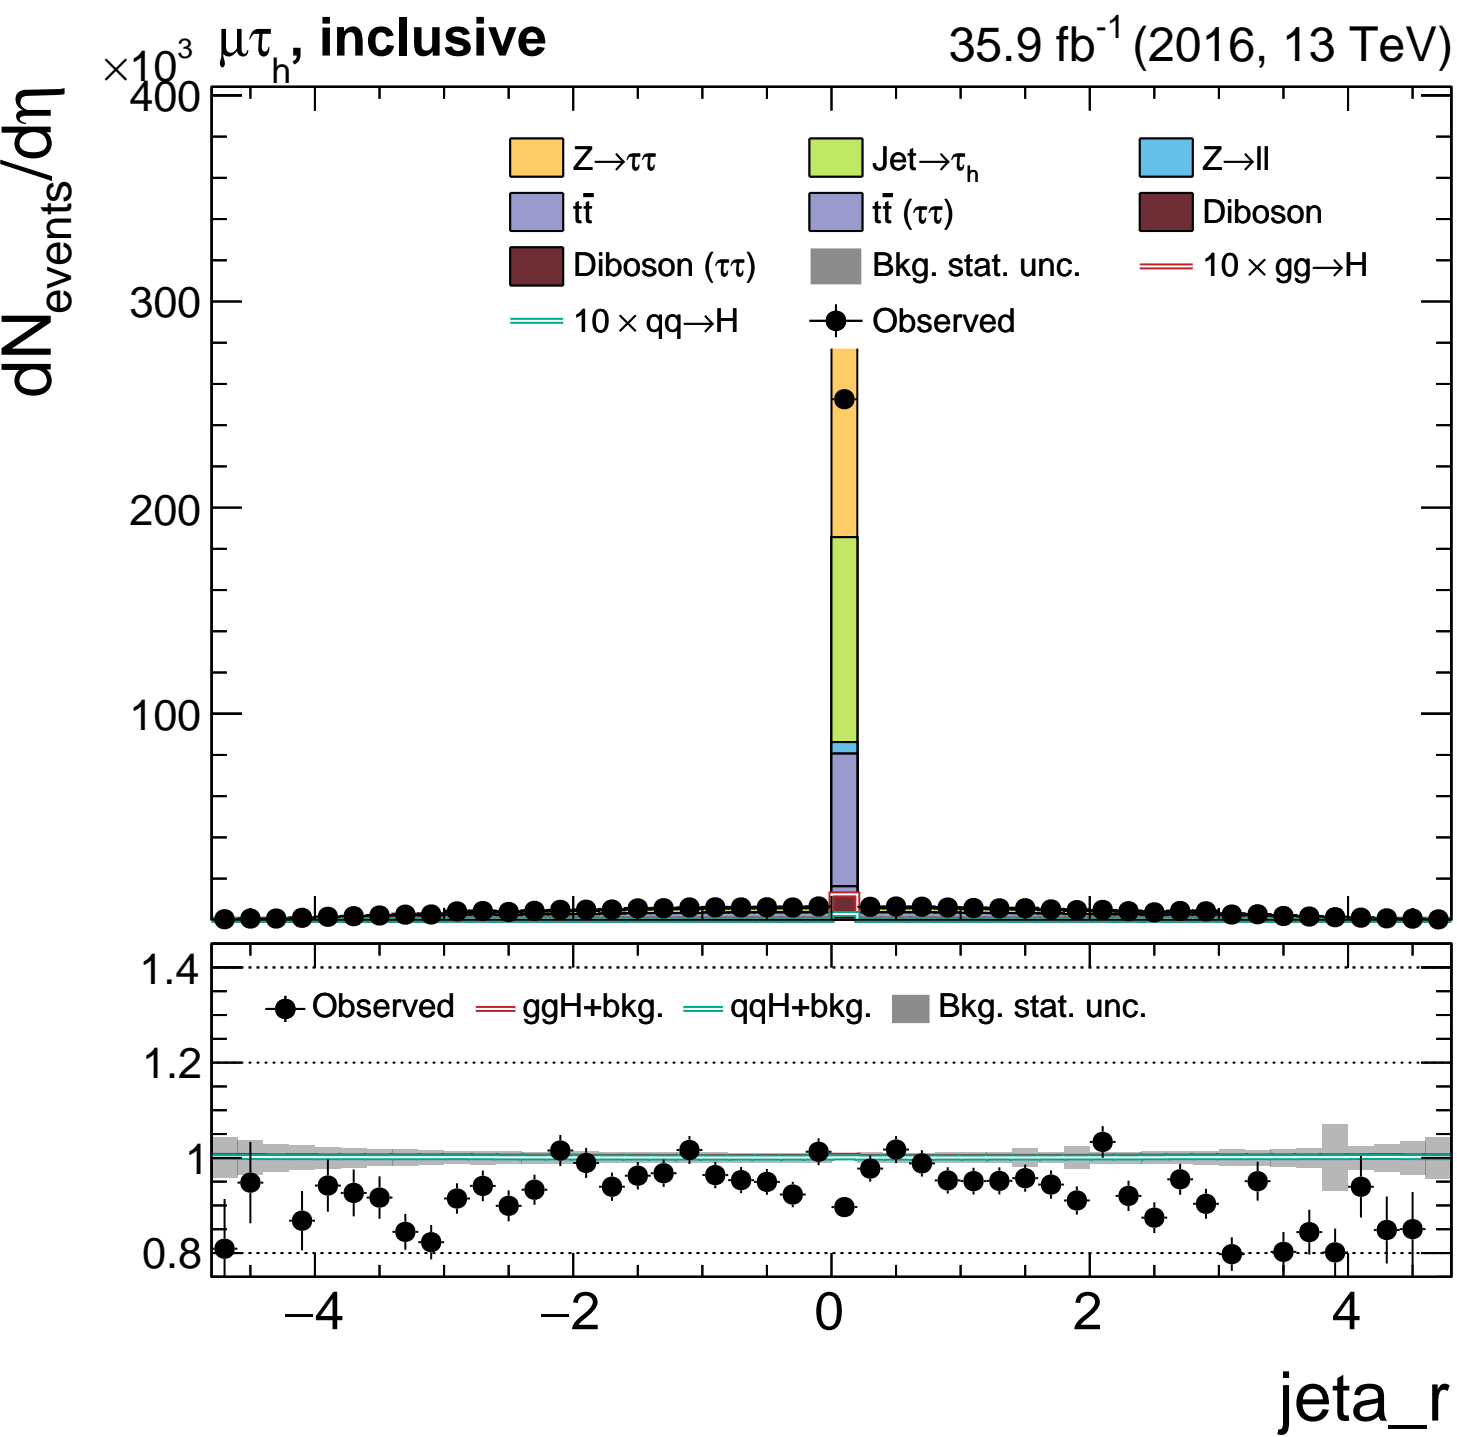 ×10³ μτₕ, inclusive 35.9 fb⁻¹ (2016, 13 TeV)
dN_events/dη
400
300
200
100
Z→ττ Jet→τₕ Z→ll
tt̄ tt̄ (ττ) Diboson
Diboson (ττ) Bkg. stat. unc. 10 × gg→H
10 × qq→H Observed
1.4
1.2
1
0.8
Observed ggH+bkg. qqH+bkg. Bkg. stat. unc.
−4 −2 0 2 4
jeta_r